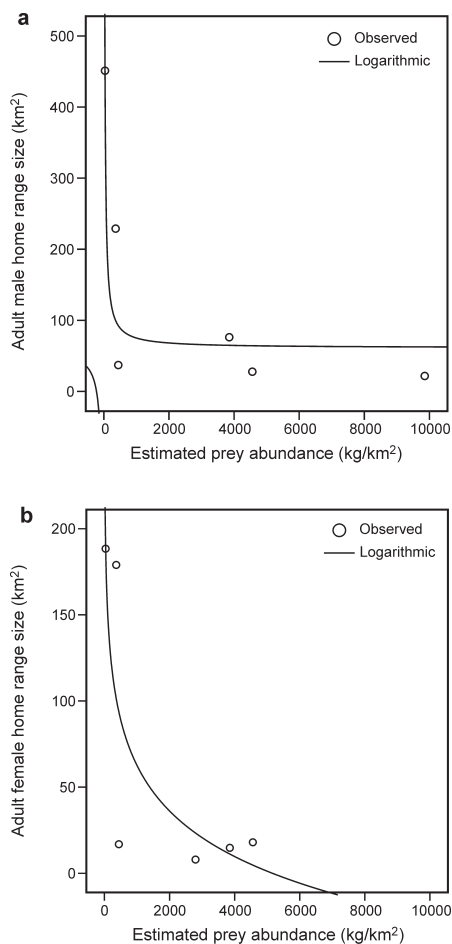 a
500
400
300
200
100
0
Adult male home range size (km²)
Observed
Logarithmic
0 2000 4000 6000 8000 10000
Estimated prey abundance (kg/km²)
b
200
150
100
50
0
Adult female home range size (km²)
Observed
Logarithmic
0 2000 4000 6000 8000 10000
Estimated prey abundance (kg/km²)